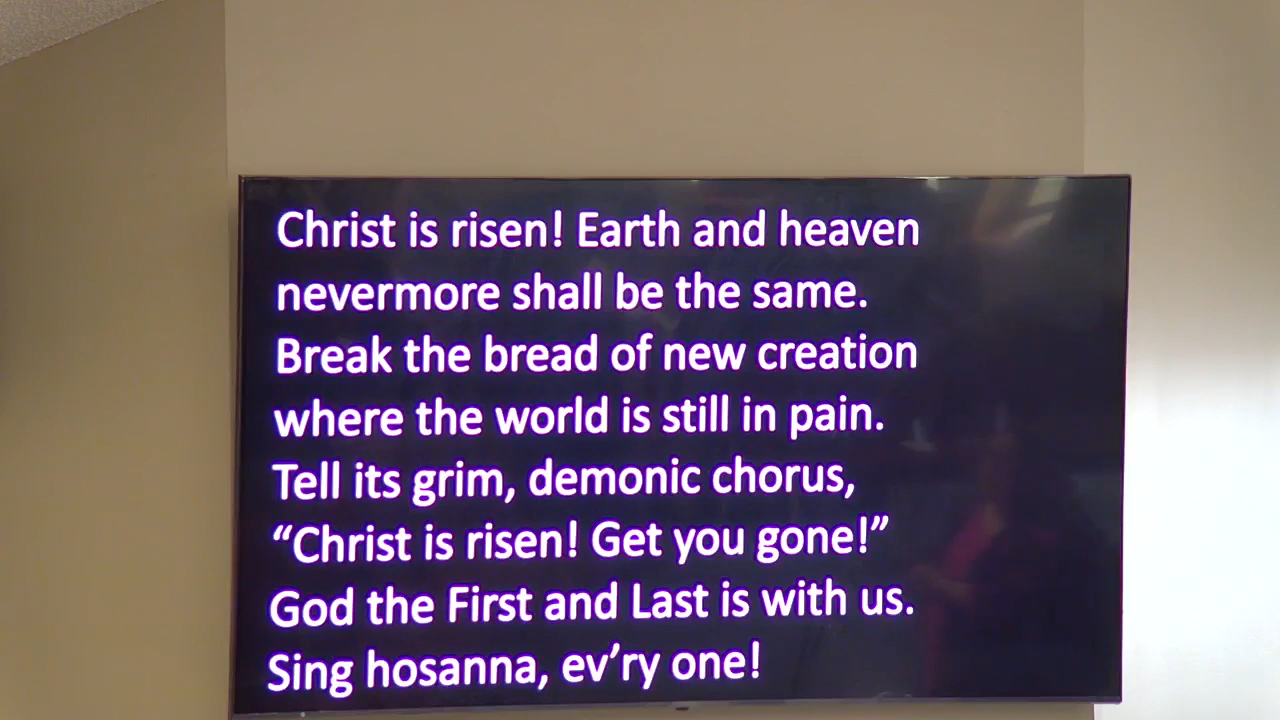 Christ is risen! Earth and heaven
nevermore shall be the same.
Break the bread of new creation
where the world is still in pain.
Tell its grim, demonic chorus,
“Christ is risen! Get you gone!”
God the First and Last is with us.
Sing hosanna, ev’ry one!